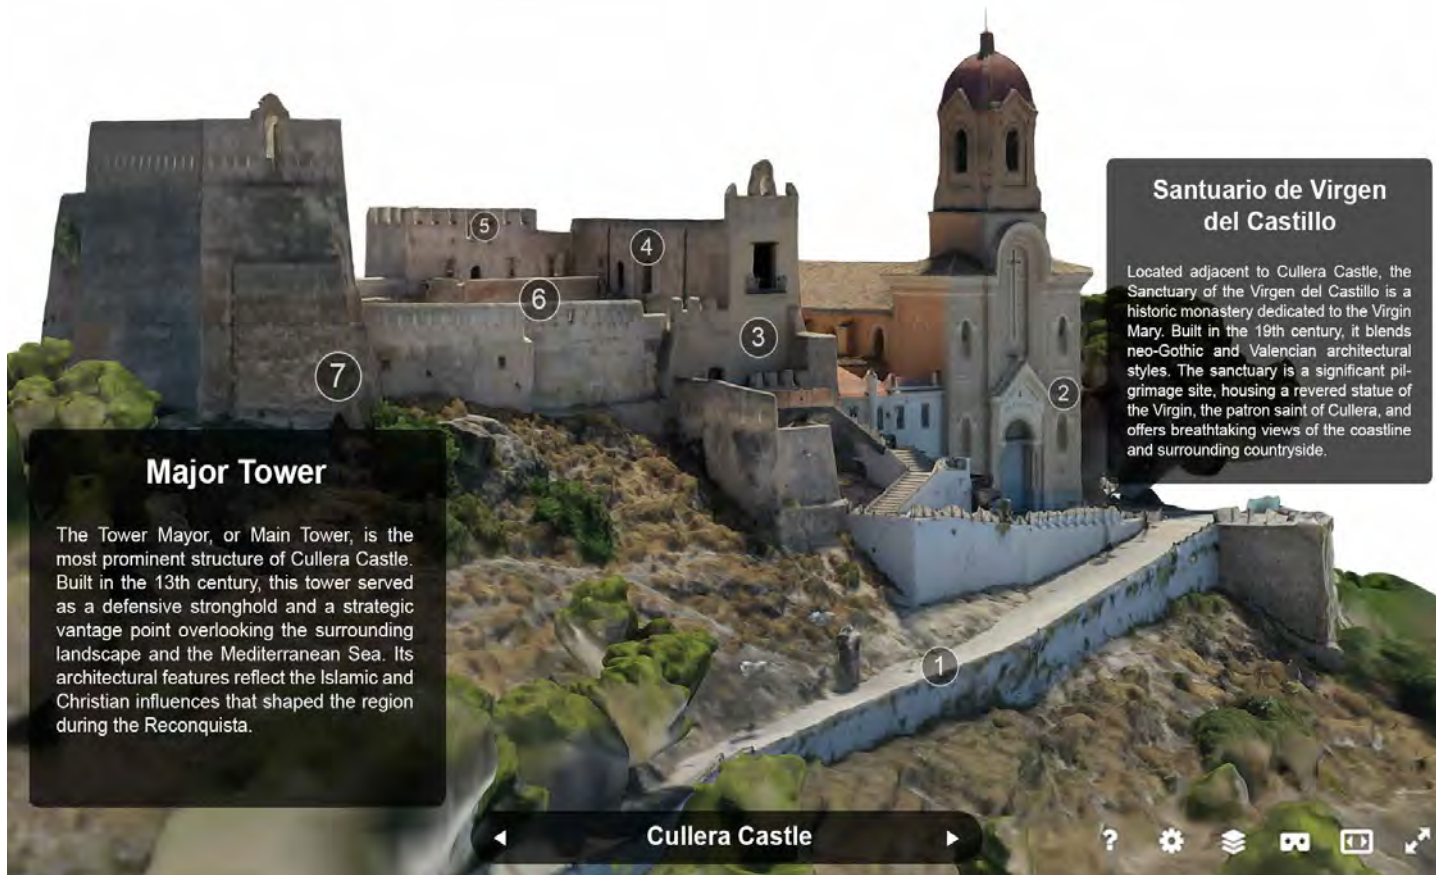 5
4
6
3
7
2
1
Santuario de Virgen
del Castillo
Located adjacent to Cullera Castle, the
Sanctuary of the Virgen del Castillo is a
historic monastery dedicated to the Virgin
Mary. Built in the 19th century, it blends
neo-Gothic and Valencian architectural
styles. The sanctuary is a significant pil-
grimage site, housing a revered statue of
the Virgin, the patron saint of Cullera, and
offers breathtaking views of the coastline
and surrounding countryside.
Major Tower
The Tower Mayor, or Main Tower, is the
most prominent structure of Cullera Castle.
Built in the 13th century, this tower served
as a defensive stronghold and a strategic
vantage point overlooking the surrounding
landscape and the Mediterranean Sea. Its
architectural features reflect the Islamic and
Christian influences that shaped the region
during the Reconquista.
Cullera Castle
?